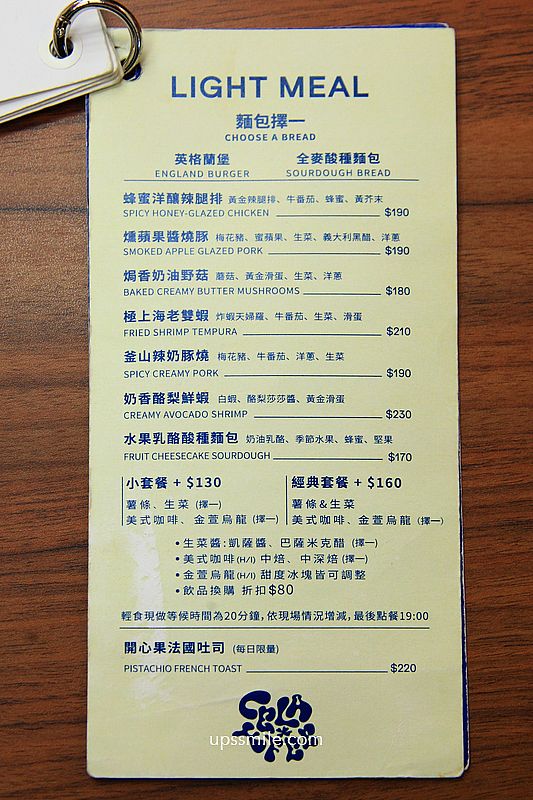 LIGHT MEAL
麵包擇一
CHOOSE A BREAD
英格蘭堡 全麥酸種麵包
ENGLAND BURGER SOURDOUGH BREAD
蜂蜜洋釀辣腿排 黃金辣腿排、牛番茄、蜂蜜、黃芥末
SPICY HONEY-GLAZED CHICKEN $190
燻蘋果醬燒豚 梅花豬、蜜蘋果、生菜、義大利黑醋、洋蔥
SMOKED APPLE GLAZED PORK $190
焗香奶油野菇 蘑菇、黃金滑蛋、生菜、洋蔥
BAKED CREAMY BUTTER MUSHROOMS $180
極上海老雙蝦 炸蝦天婦羅、牛番茄、生菜、滑蛋
FRIED SHRIMP TEMPURA $210
釜山辣奶豚燒 梅花豬、牛番茄、洋蔥、生菜
SPICY CREAMY PORK $190
奶香酪梨鮮蝦 白蝦、酪梨莎莎醬、黃金滑蛋
CREAMY AVOCADO SHRIMP $230
水果乳酪酸種麵包 奶油乳酪、季節水果、蜂蜜、堅果
FRUIT CHEESECAKE SOURDOUGH $170
小套餐 + $130 經典套餐 + $160
薯條、生菜 (擇一) 薯條&生菜
美式咖啡、金萱烏龍 (擇一) 美式咖啡、金萱烏龍 (擇一)
• 生菜醬:凱薩醬、巴薩米克醋 (擇一)
• 美式咖啡(H/I) 中焙、中深焙 (擇一)
• 金萱烏龍(H/I) 甜度冰塊皆可調整
• 飲品換購 折扣$80
輕食現做等候時間為20分鐘,依現場情況增減,最後點餐19:00
開心果法國吐司 (每日限量)
PISTACHIO FRENCH TOAST $220
CELA
COFFEE
upssmile.com